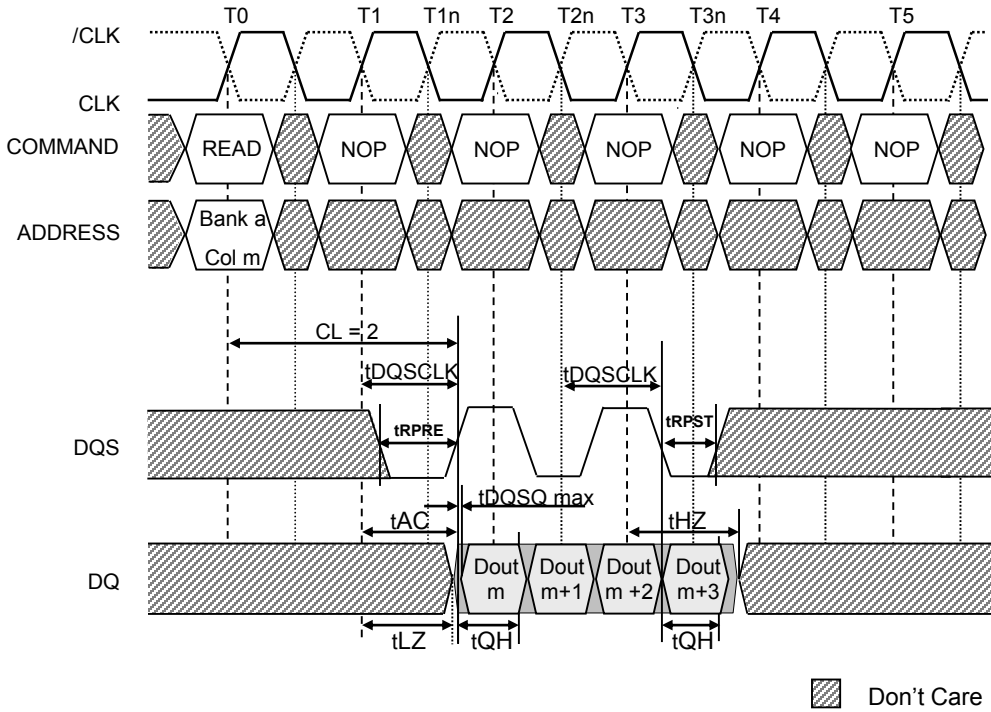 T0 T1 T1n T2 T2n T3 T3n T4 T5
/CLK
CLK
COMMAND READ NOP NOP NOP NOP NOP
ADDRESS Bank a
Col m
CL = 2
tDQSCLK tDQSCLK
DQS tRPRE tRPST
tDQSQ max
tAC tHZ
DQ Dout Dout Dout Dout
m m+1 m +2 m+3
tLZ tQH tQH
Don't Care